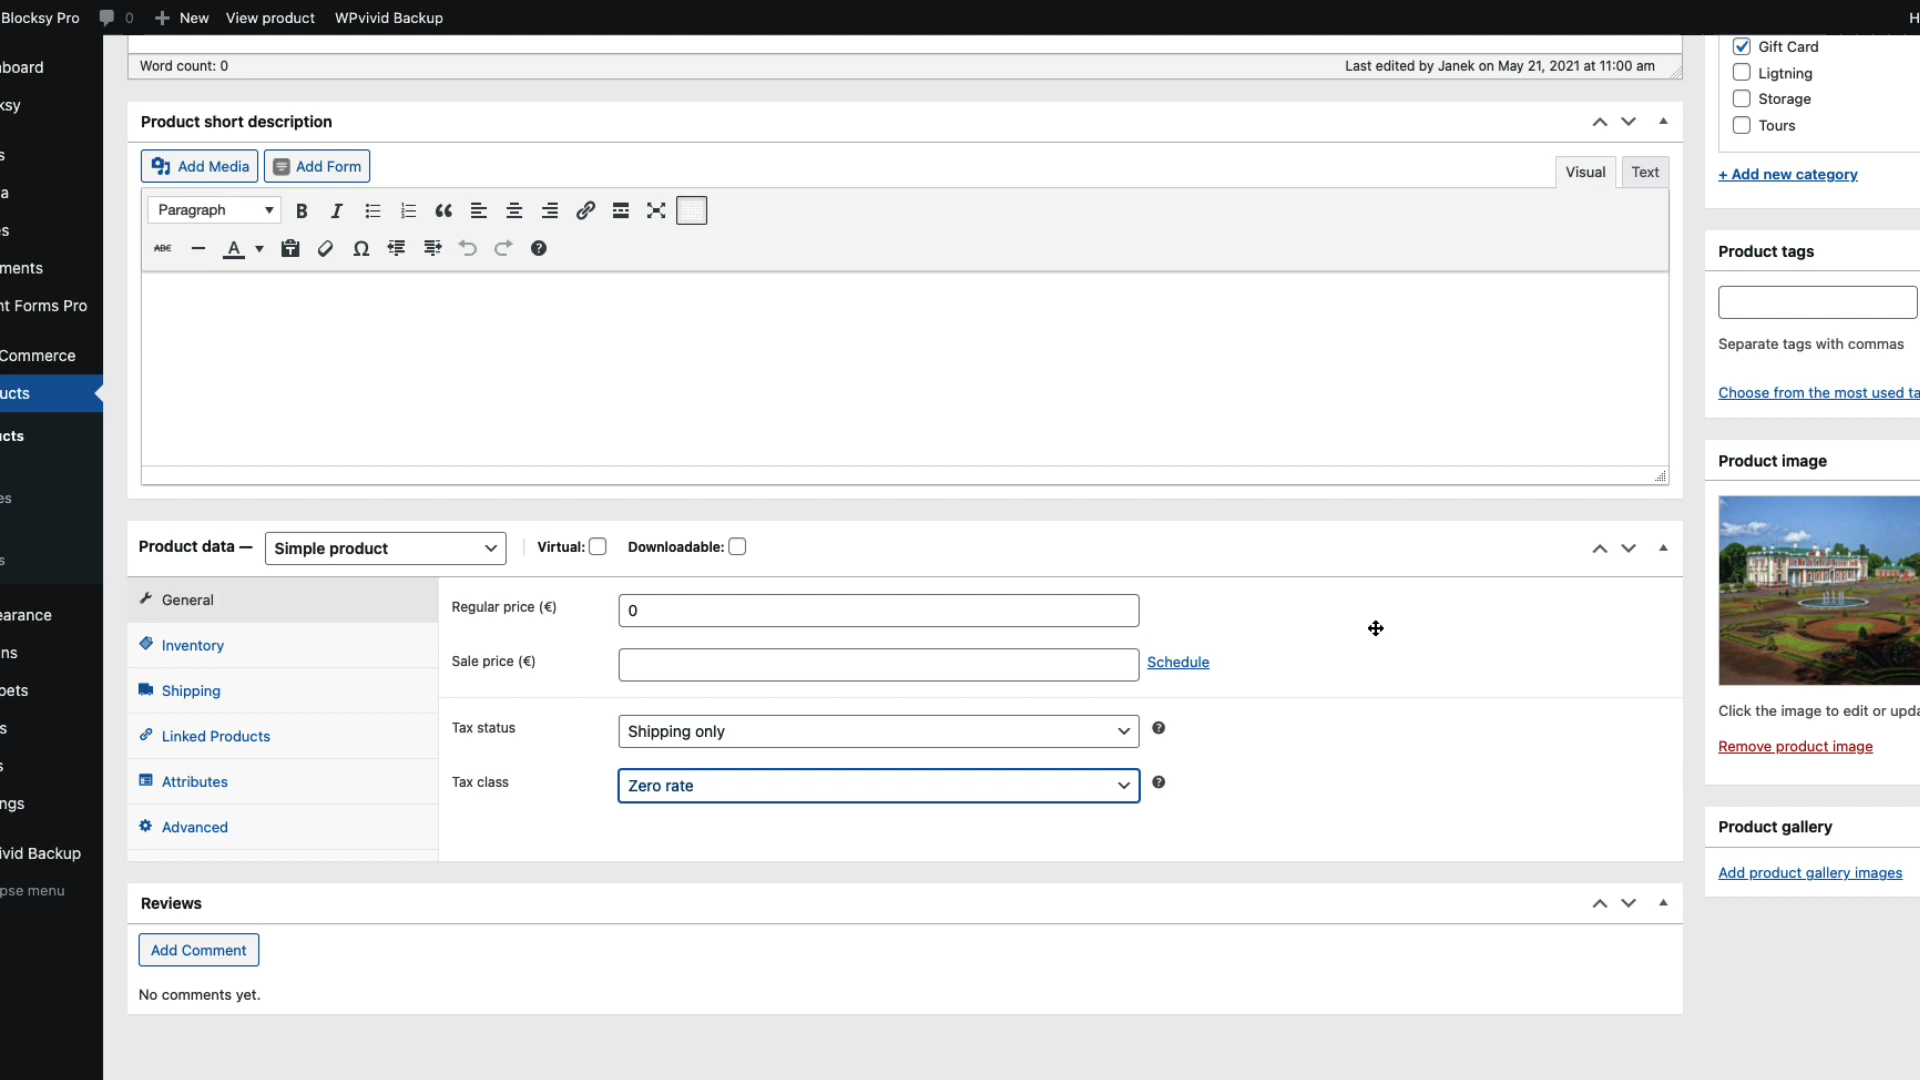 Blocksy Pro 0 New View product WPvivid Backup H
board
ksy
s
a
es
ments
nt Forms Pro
Commerce
ucts
ucts
es
s
earance
ns
pets
s
s
ngs
ivid Backup
pse menu
Word count: 0
Last edited by Janek on May 21, 2021 at 11:00 am
Product short description
Add Media Add Form
Visual Text
Paragraph B I
ABC A Ω
Product data — Simple product Virtual: Downloadable:
General
Inventory
Shipping
Linked Products
Attributes
Advanced
Regular price (€) 0
Sale price (€) Schedule
Tax status Shipping only
Tax class Zero rate
Reviews
Add Comment
No comments yet.
Gift Card
Ligtning
Storage
Tours
+ Add new category
Product tags
Separate tags with commas
Choose from the most used ta
Product image
Click the image to edit or upda
Remove product image
Product gallery
Add product gallery images